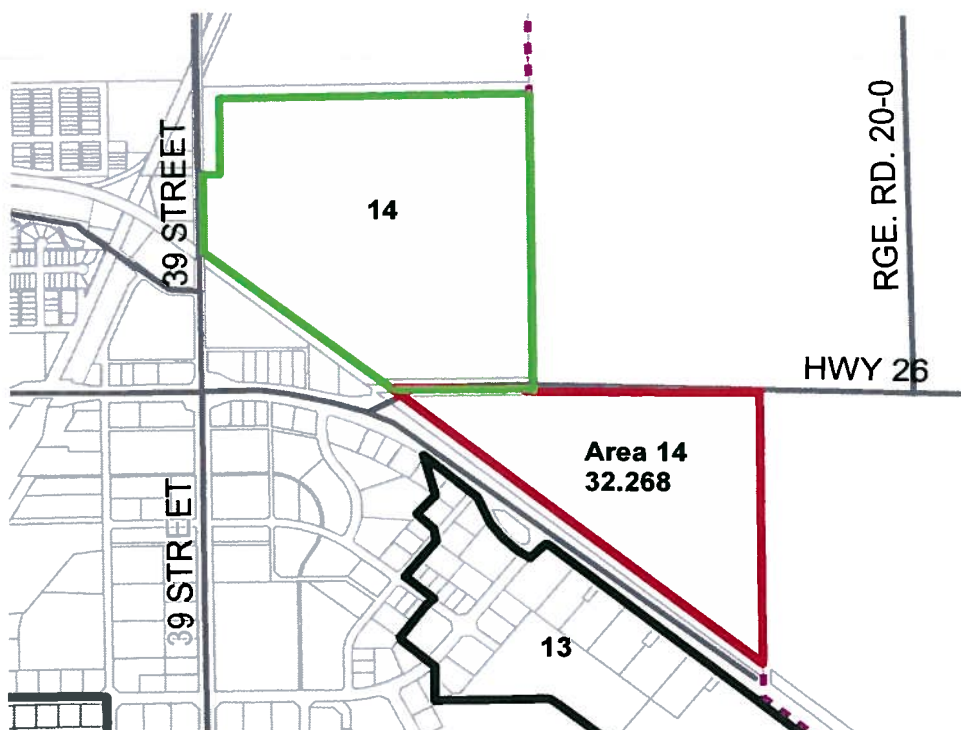 39 STREET
14
RGE. RD. 20-0
HWY 26
Area 14
32.268
39 STREET
13